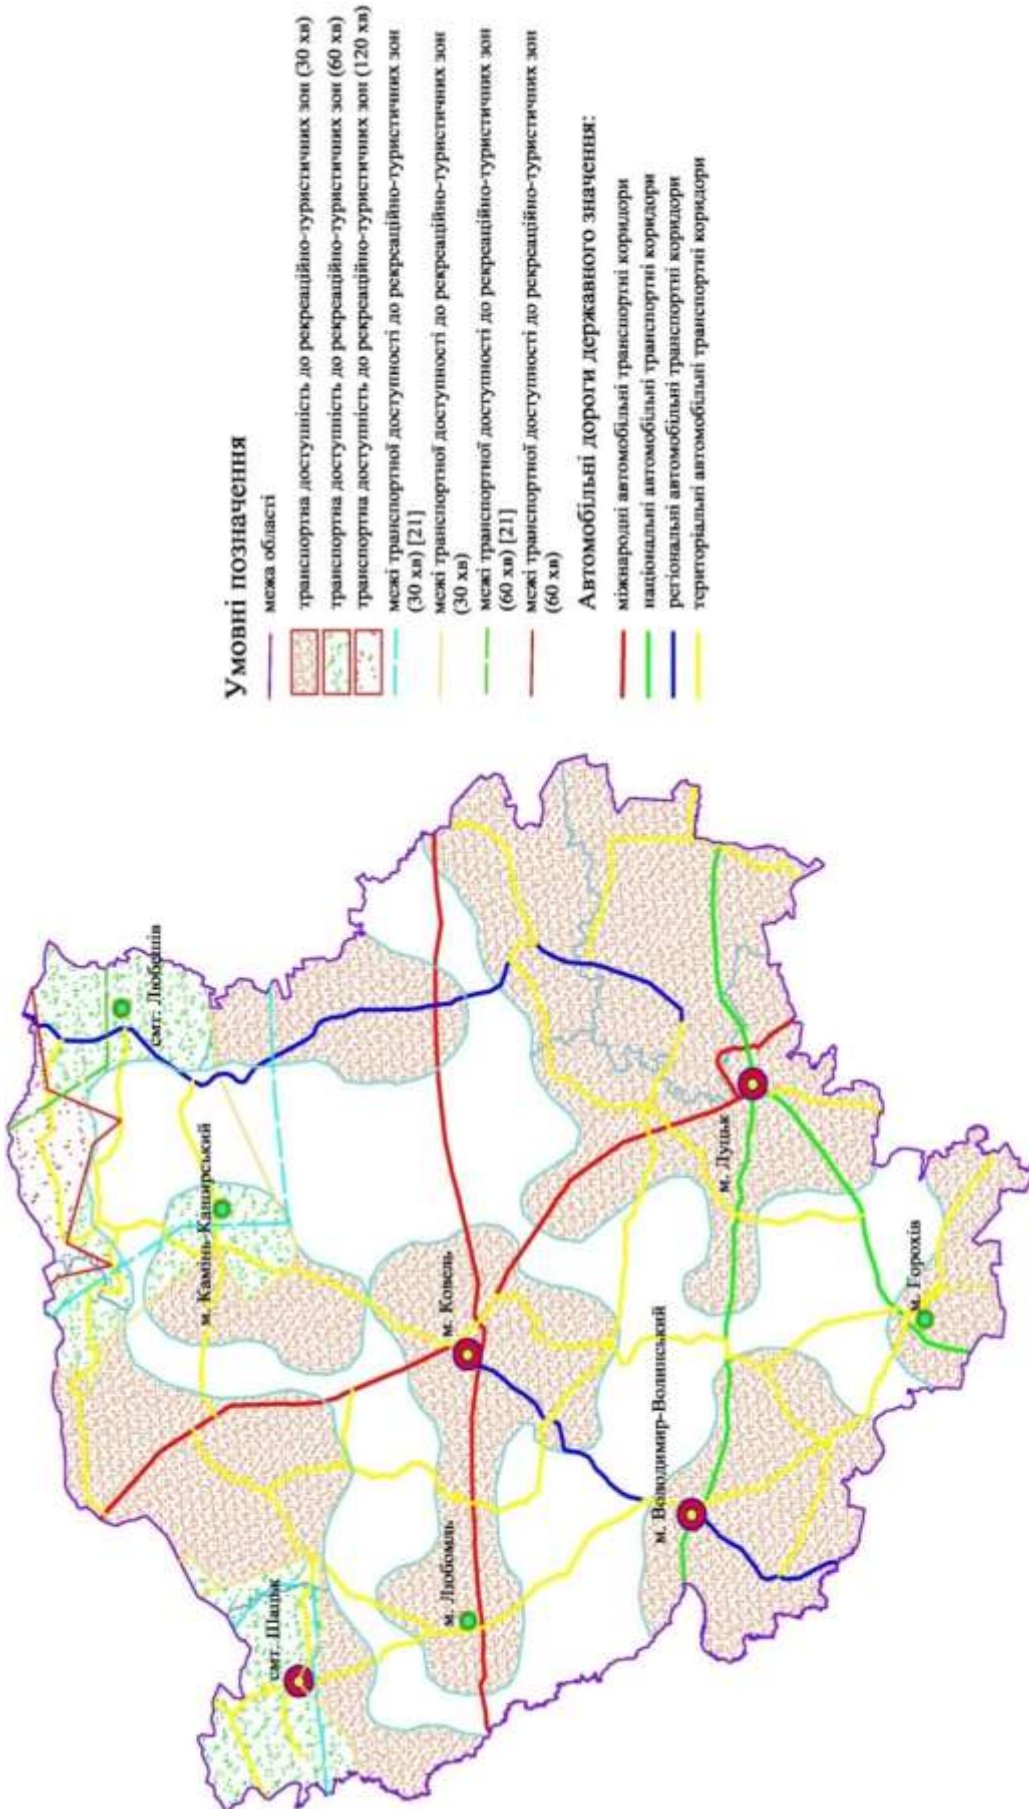 Умовні позначення
межа області
транспортна доступність до рекреаційно-туристичних зон (30 хв)
транспортна доступність до рекреаційно-туристичних зон (60 хв)
транспортна доступність до рекреаційно-туристичних зон (120 хв)
межі транспортної доступності до рекреаційно-туристичних зон
(30 хв) [21]
межі транспортної доступності до рекреаційно-туристичних зон
(30 хв)
межі транспортної доступності до рекреаційно-туристичних зон
(60 хв) [21]
межі транспортної доступності до рекреаційно-туристичних зон
(60 хв)
Автомобільні дороги державного значення:
міжнародні автомобільні транспортні коридори
національні автомобільні транспортні коридори
регіональні автомобільні транспортні коридори
територіальні автомобільні транспортні коридори
смт. Любешів
м. Камінь-Каширський
смт. Шацьк
м. Ковель
м. Любомль
м. Луцьк
м. Володимир-Волинський
м. Горохів